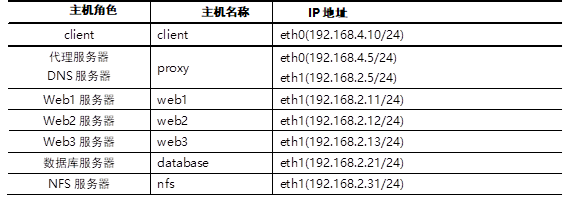 主机角色 主机名称 IP 地址
client client eth0(192.168.4.10/24)
代理服务器 eth0(192.168.4.5/24)
DNS 服务器 proxy eth1(192.168.2.5/24)
Web1 服务器 web1 eth1(192.168.2.11/24)
Web2 服务器 web2 eth1(192.168.2.12/24)
Web3 服务器 web3 eth1(192.168.2.13/24)
数据库服务器 database eth1(192.168.2.21/24)
NFS 服务器 nfs eth1(192.168.2.31/24)